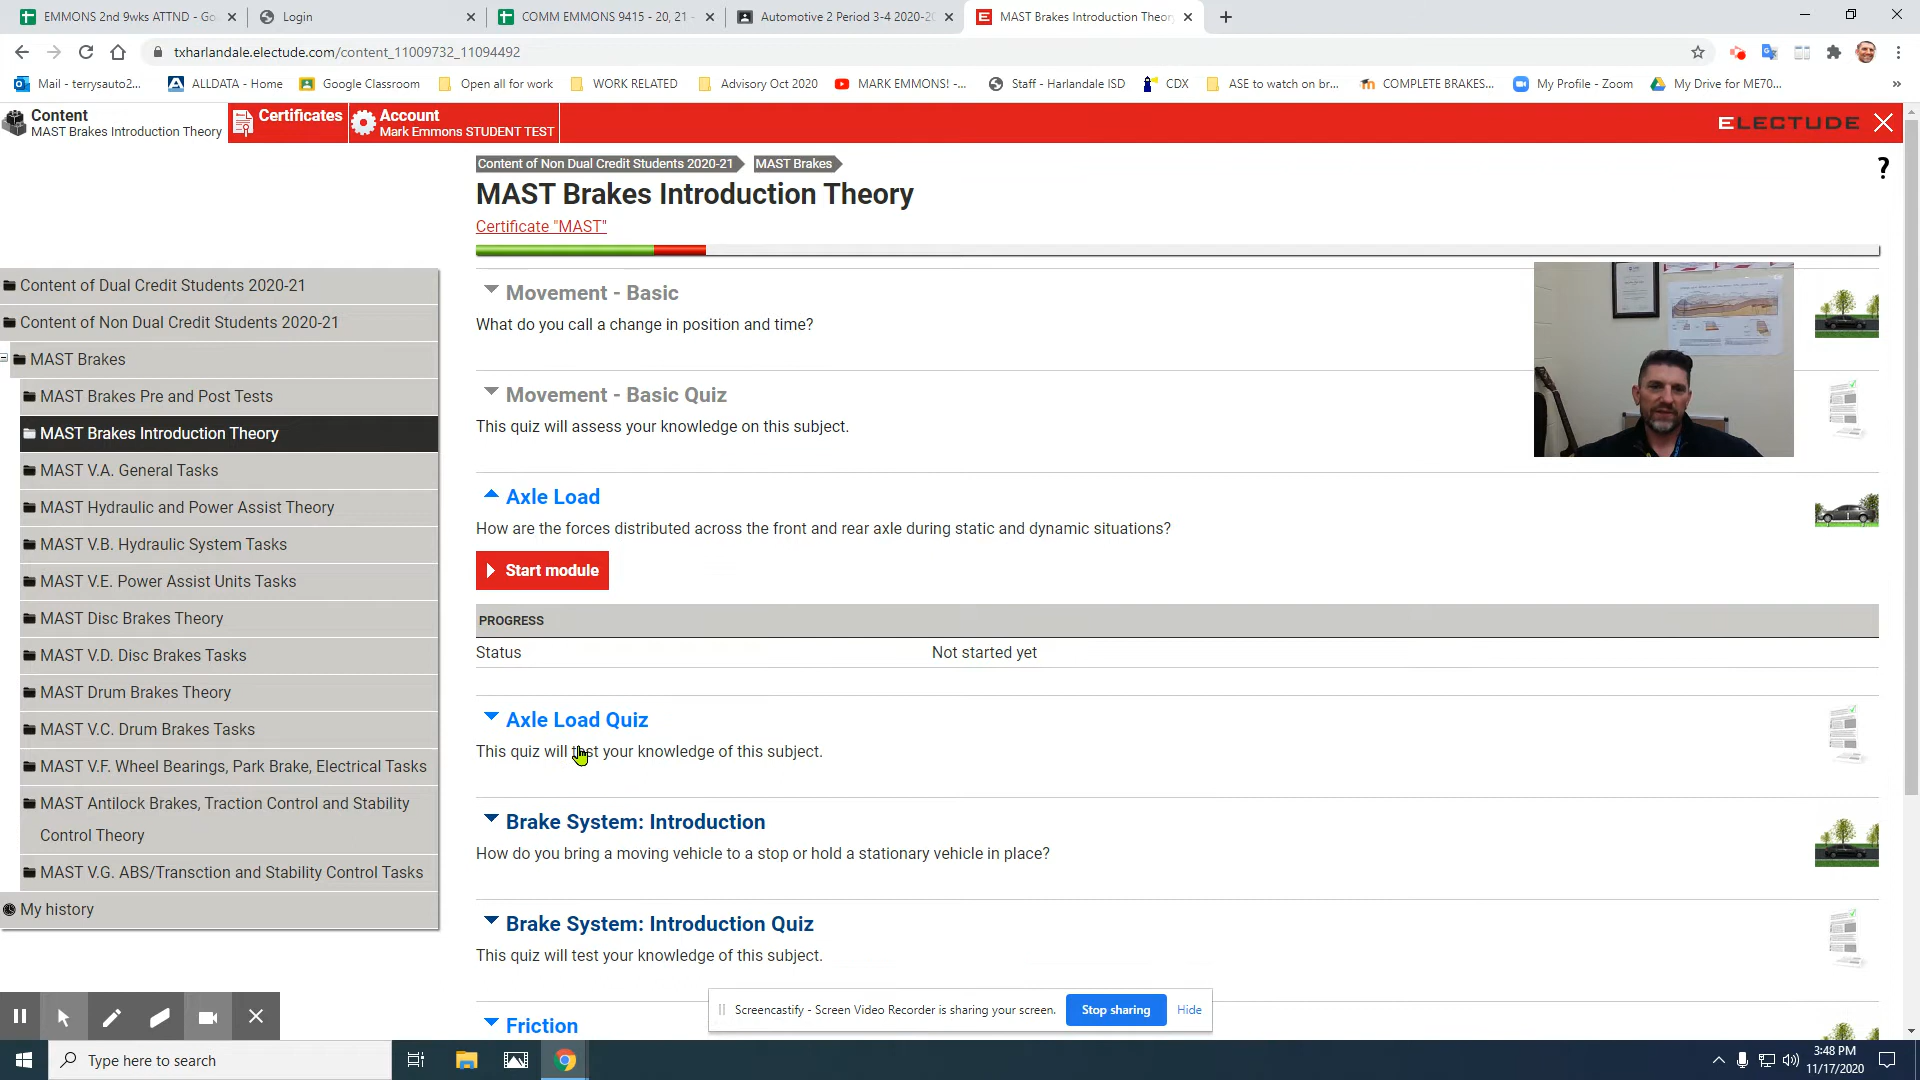 EMMONS 2nd 9wks ATTND - Go
Login
COMM EMMONS 9415 - 20, 21 -
Automotive 2 Period 3-4 2020-20
MAST Brakes Introduction Theory
txharlandale.electude.com/content_11009732_11094492
Mail - terrysauto2...
ALLDATA - Home
Google Classroom
Open all for work
WORK RELATED
Advisory Oct 2020
MARK EMMONS! -...
Staff - Harlandale ISD
CDX
ASE to watch on br...
COMPLETE BRAKES...
My Profile - Zoom
My Drive for ME70...
»
Content
MAST Brakes Introduction Theory
Certificates
Account
Mark Emmons STUDENT TEST
ELECTUDE
Content of Non Dual Credit Students 2020-21
MAST Brakes
?
MAST Brakes Introduction Theory
Certificate "MAST"
Content of Dual Credit Students 2020-21
Content of Non Dual Credit Students 2020-21
MAST Brakes
MAST Brakes Pre and Post Tests
MAST Brakes Introduction Theory
MAST V.A. General Tasks
MAST Hydraulic and Power Assist Theory
MAST V.B. Hydraulic System Tasks
MAST V.E. Power Assist Units Tasks
MAST Disc Brakes Theory
MAST V.D. Disc Brakes Tasks
MAST Drum Brakes Theory
MAST V.C. Drum Brakes Tasks
MAST V.F. Wheel Bearings, Park Brake, Electrical Tasks
MAST Antilock Brakes, Traction Control and Stability
Control Theory
MAST V.G. ABS/Transction and Stability Control Tasks
My history
Movement - Basic
What do you call a change in position and time?
Movement - Basic Quiz
This quiz will assess your knowledge on this subject.
Axle Load
How are the forces distributed across the front and rear axle during static and dynamic situations?
Start module
PROGRESS
Status Not started yet
Axle Load Quiz
This quiz will test your knowledge of this subject.
Brake System: Introduction
How do you bring a moving vehicle to a stop or hold a stationary vehicle in place?
Brake System: Introduction Quiz
This quiz will test your knowledge of this subject.
Friction
Screencastify - Screen Video Recorder is sharing your screen.
Stop sharing
Hide
Type here to search
3:48 PM
11/17/2020